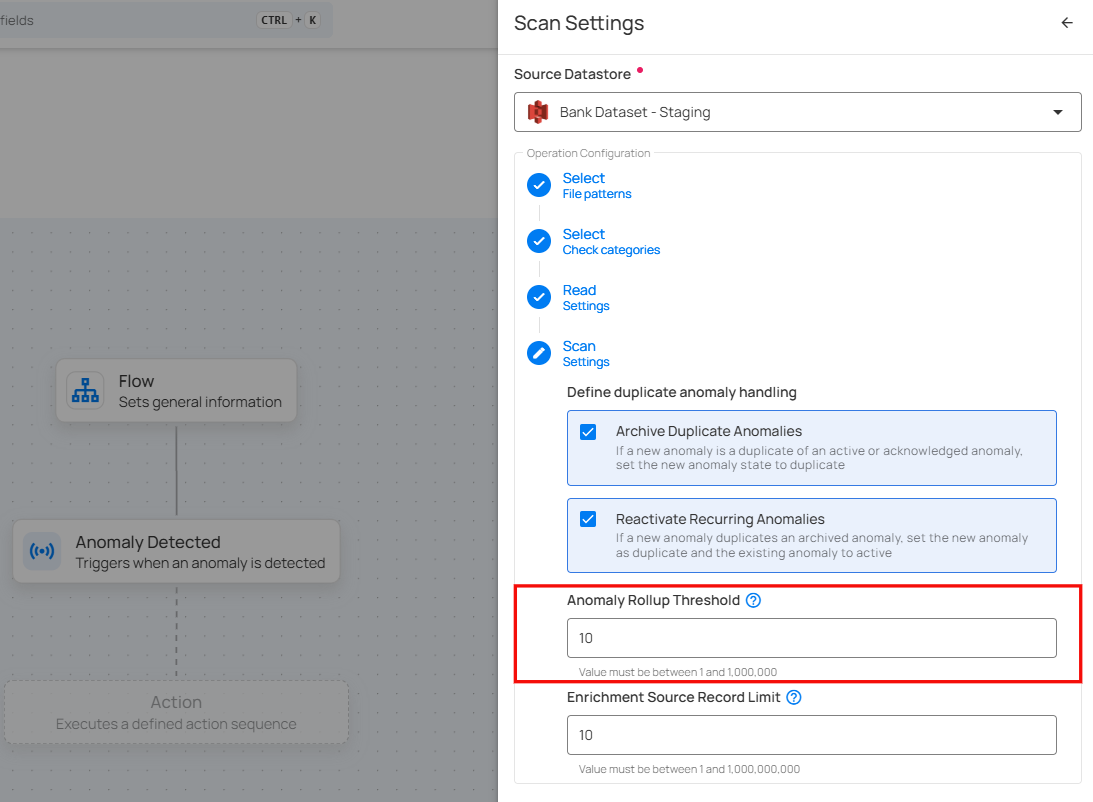 fields
CTRL + K
Scan Settings
Source Datastore
Bank Dataset - Staging
Operation Configuration
Select
File patterns
Select
Check categories
Read
Settings
Scan
Settings
Define duplicate anomaly handling
Archive Duplicate Anomalies
If a new anomaly is a duplicate of an active or acknowledged anomaly,
set the new anomaly state to duplicate
Reactivate Recurring Anomalies
If a new anomaly duplicates an archived anomaly, set the new anomaly
as duplicate and the existing anomaly to active
Anomaly Rollup Threshold
10
Value must be between 1 and 1,000,000
Enrichment Source Record Limit
10
Value must be between 1 and 1,000,000,000
Flow
Sets general information
Anomaly Detected
Triggers when an anomaly is detected
Action
Executes a defined action sequence